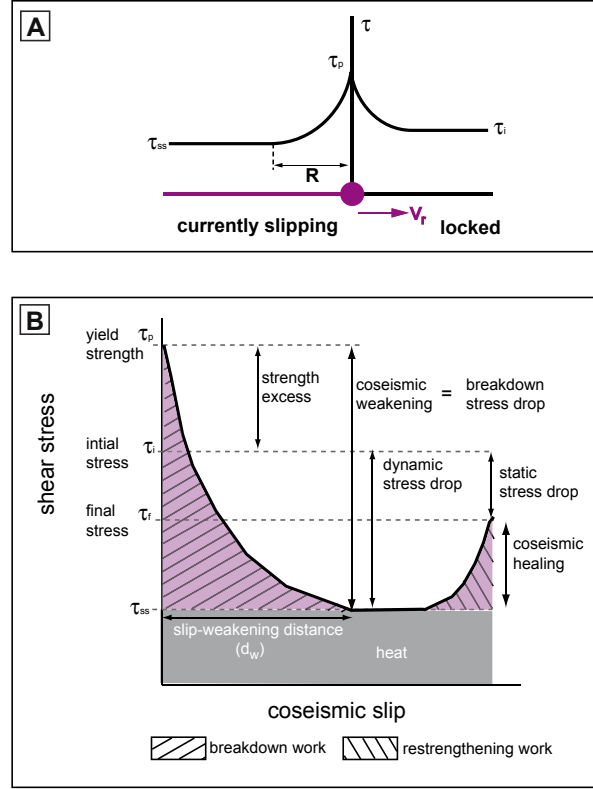 A
τ
τp
τss
τi
R
currently slipping
Vr
locked
B
yield
strength
τp
strength
excess
coseismic
weakening
=
breakdown
stress drop
intial
stress
τi
dynamic
stress drop
static
stress drop
final
stress
τf
coseismic
healing
τss
slip-weakening distance
(dw)
heat
shear stress
coseismic slip
breakdown work
restrengthening work